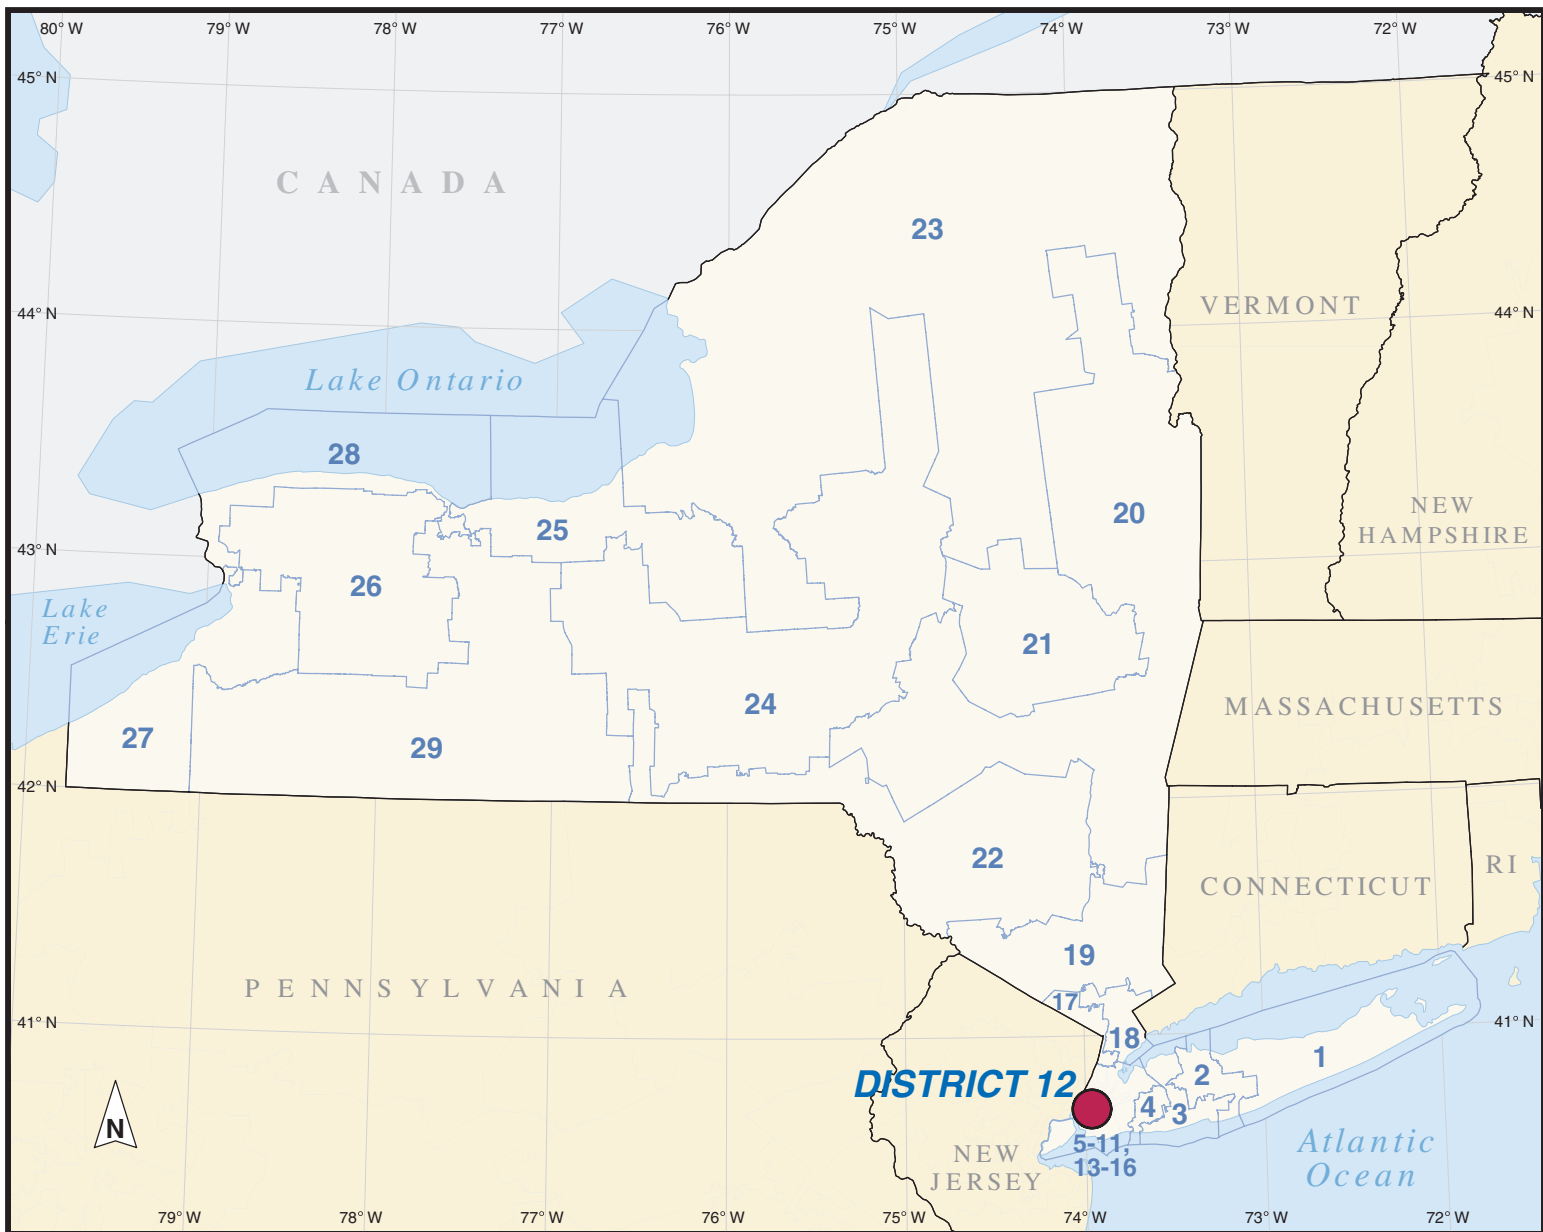 80° W 79° W 78° W 77° W 76° W 75° W 74° W 73° W 72° W
45° N 45° N
CANADA
23
VERMONT
44° N 44° N
Lake Ontario
28
NEW
HAMPSHIRE
20
25
43° N 43° N
26
Lake
Erie
21
24
MASSACHUSETTS
27
29
42° N 42° N
22
RI
CONNECTICUT
19
PENNSYLVANIA
17
41° N 41° N
18
1
2
DISTRICT 12
4
3
N
5-11,
13-16
Atlantic
Ocean
NEW
JERSEY
79° W 78° W 77° W 76° W 75° W 74° W 73° W 72° W